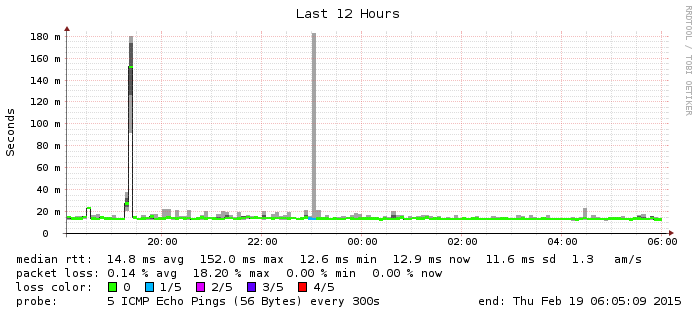 Last 12 Hours
RRDTOOL / TOBI OETIKER
Seconds
180 m
160 m
140 m
120 m
100 m
80 m
60 m
40 m
20 m
0
20:00 22:00 00:00 02:00 04:00 06:00
median rtt: 14.8 ms avg 152.0 ms max 12.6 ms min 12.9 ms now 11.6 ms sd 1.3 am/s
packet loss: 0.14 % avg 18.20 % max 0.00 % min 0.00 % now
loss color: 0 1/5 2/5 3/5 4/5
probe: 5 ICMP Echo Pings (56 Bytes) every 300s end: Thu Feb 19 06:05:09 2015